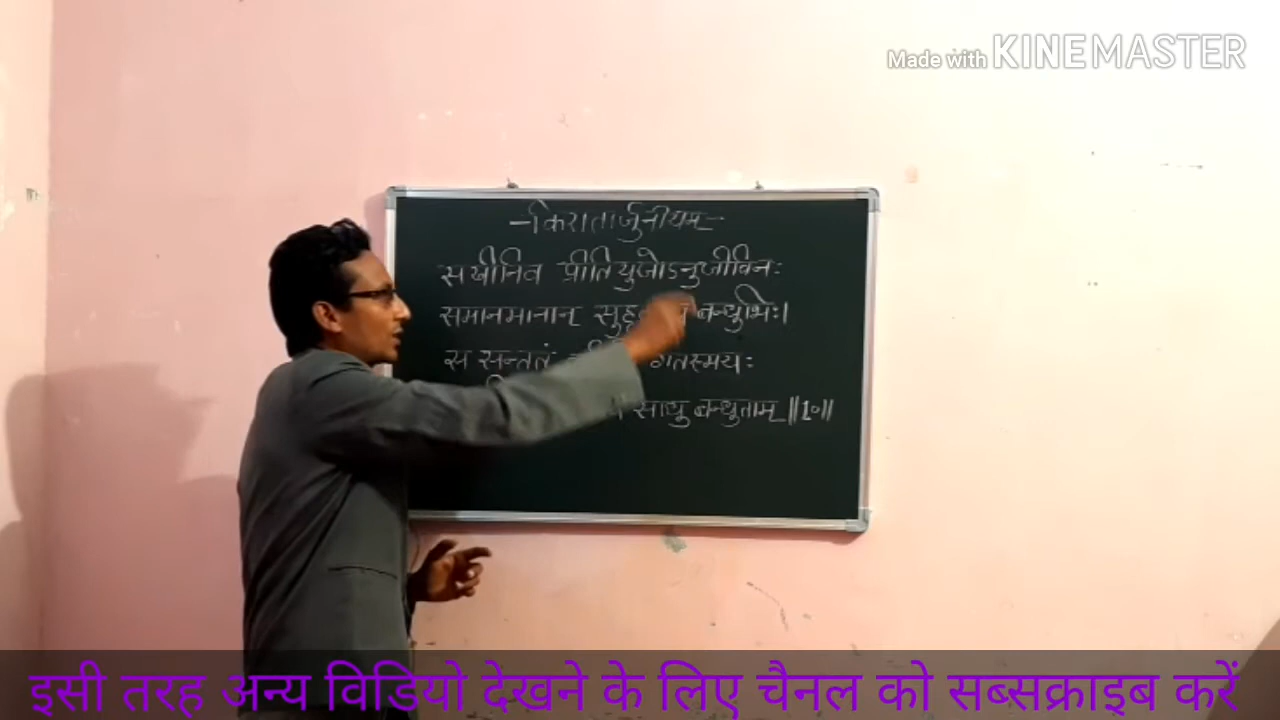 Made with KINEMASTER
-किरातार्जुनीयम्-
सखीनिव प्रीतियुजोऽनुजीविनः
समानमानान् बन्धुभिः।
स सन्ततं गतस्मयः
साधु बन्धुताम् ॥10॥
इसी तरह अन्य विडियो देखने के लिए चैनल को सब्सक्राइब करें